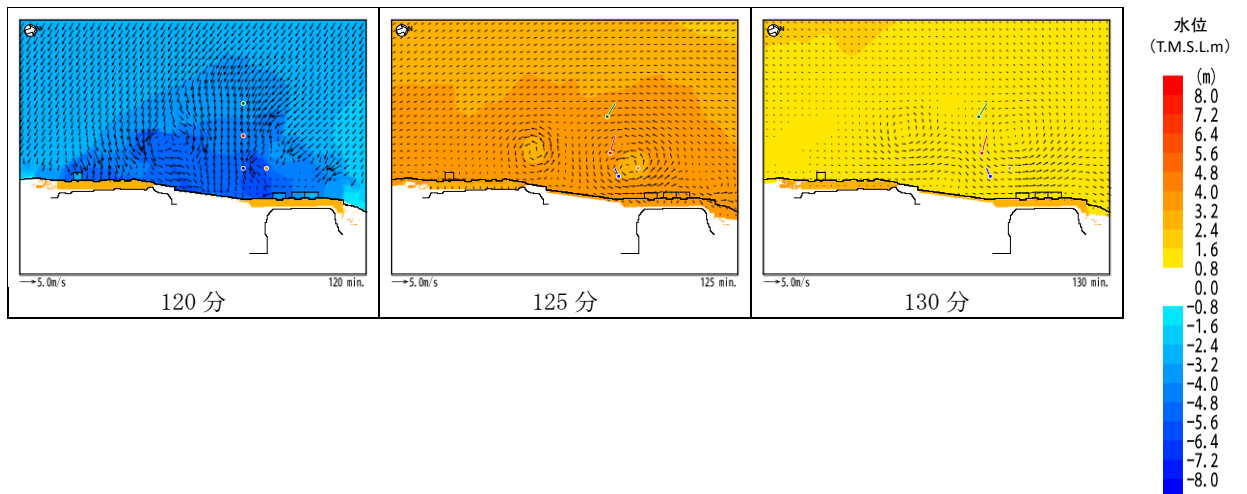 N
→5.0m/s
120 min.
120 分
N
→5.0m/s
125 min.
125 分
N
→5.0m/s
130 min.
130 分
水位
(T.M.S.L.m)
(m)
8.0
7.2
6.4
5.6
4.8
4.0
3.2
2.4
1.6
0.8
0.0
-0.8
-1.6
-2.4
-3.2
-4.0
-4.8
-5.6
-6.4
-7.2
-8.0